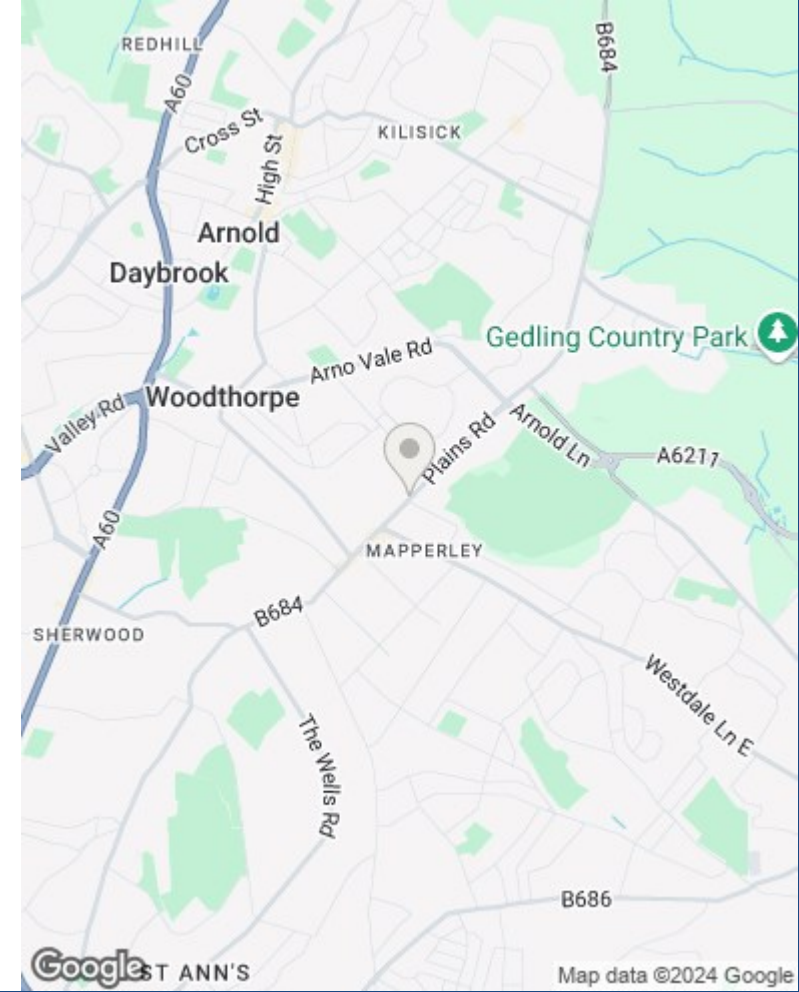 REDHILL
B684
A60
Cross St
High St
KILISICK
Arnold
Daybrook
Gedling Country Park
Arno Vale Rd
Woodthorpe
Valley Rd
Plains Rd
Arnold Ln
A6211
A60
MAPPERLEY
B684
SHERWOOD
Westdale Ln E
The Wells Rd
B686
Google
ST ANN'S
Map data ©2024 Google